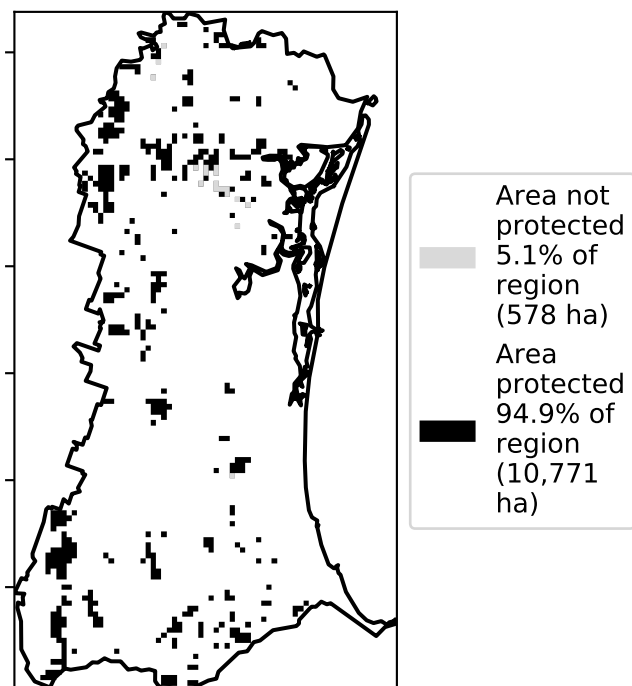 Area not
protected
5.1% of
region
(578 ha)
Area
protected
94.9% of
region
(10,771
ha)